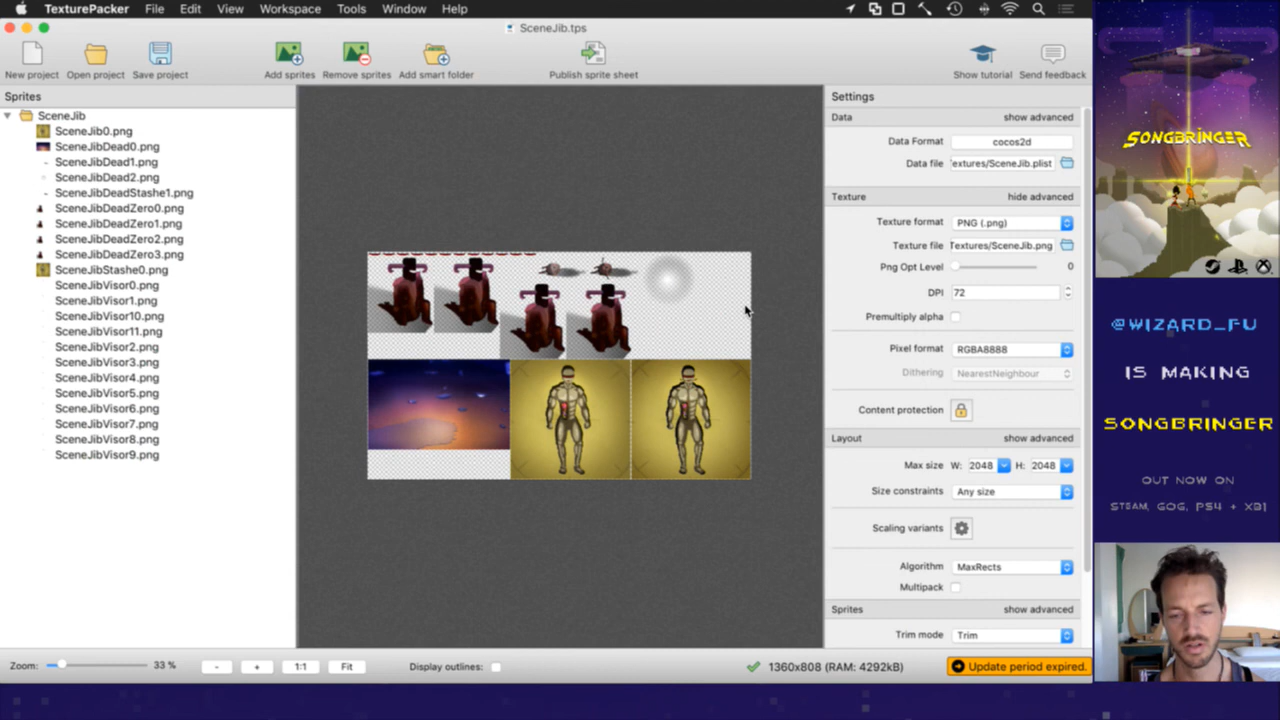 TexturePacker File Edit View Workspace Tools Window Help
SceneJib.tps
New project Open project Save project Add sprites Remove sprites Add smart folder Publish sprite sheet Show tutorial Send feedback
Sprites
SceneJib
SceneJib0.png
SceneJibDead0.png
SceneJibDead1.png
SceneJibDead2.png
SceneJibDeadStashe1.png
SceneJibDeadZero0.png
SceneJibDeadZero1.png
SceneJibDeadZero2.png
SceneJibDeadZero3.png
SceneJibStashe0.png
SceneJibVisor0.png
SceneJibVisor1.png
SceneJibVisor10.png
SceneJibVisor11.png
SceneJibVisor2.png
SceneJibVisor3.png
SceneJibVisor4.png
SceneJibVisor5.png
SceneJibVisor6.png
SceneJibVisor7.png
SceneJibVisor8.png
SceneJibVisor9.png
Settings
Data show advanced
Data Format cocos2d
Data file extures/SceneJib.plist
Texture hide advanced
Texture format PNG (.png)
Texture file Textures/SceneJib.png
Png Opt Level 0
DPI 72
Premultiply alpha
Pixel format RGBA8888
Dithering NearestNeighbour
Content protection
Layout show advanced
Max size W: 2048 H: 2048
Size constraints Any size
Scaling variants
Algorithm MaxRects
Multipack
Sprites show advanced
Trim mode Trim
Zoom: 33 % - + 1:1 Fit Display outlines: 1360x808 (RAM: 4292kB) Update period expired.
SONGBRINGER
@WIZARD_FU
IS MAKING
SONGBRINGER
OUT NOW ON
STEAM, GOG, PS4 + XB1